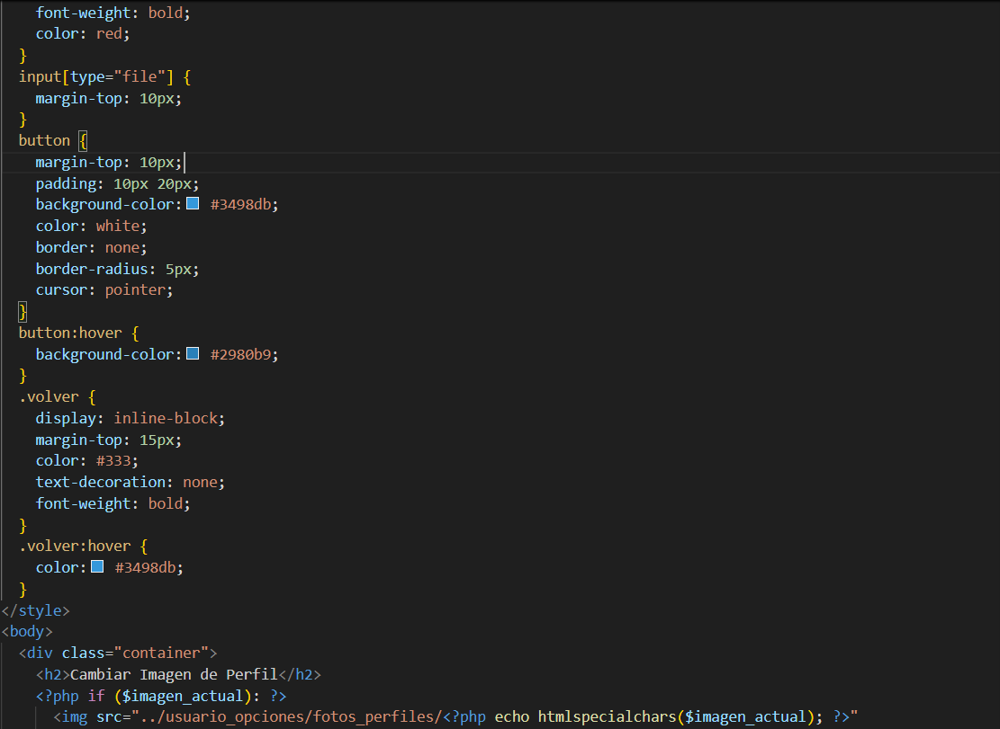 font-weight: bold;
color: red;
}
input[type="file"] {
margin-top: 10px;
}
button {
margin-top: 10px;
padding: 10px 20px;
background-color: #3498db;
color: white;
border: none;
border-radius: 5px;
cursor: pointer;
}
button:hover {
background-color: #2980b9;
}
.volver {
display: inline-block;
margin-top: 15px;
color: #333;
text-decoration: none;
font-weight: bold;
}
.volver:hover {
color: #3498db;
}
</style>
<body>
<div class="container">
<h2>Cambiar Imagen de Perfil</h2>
<?php if ($imagen_actual): ?>
<img src="../usuario_opciones/fotos_perfiles/<?php echo htmlspecialchars($imagen_actual); ?>"